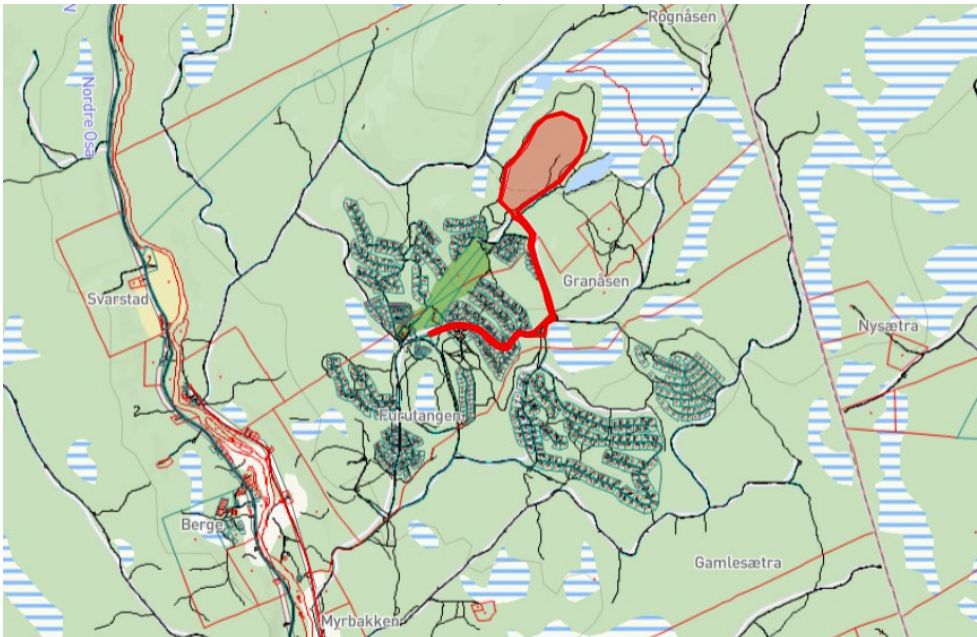 N
Rognåsen
Nordre Osa
Granåsen
Svarstad
Nysætra
Furutangen
Berge
Gamlesætra
Myrbakken